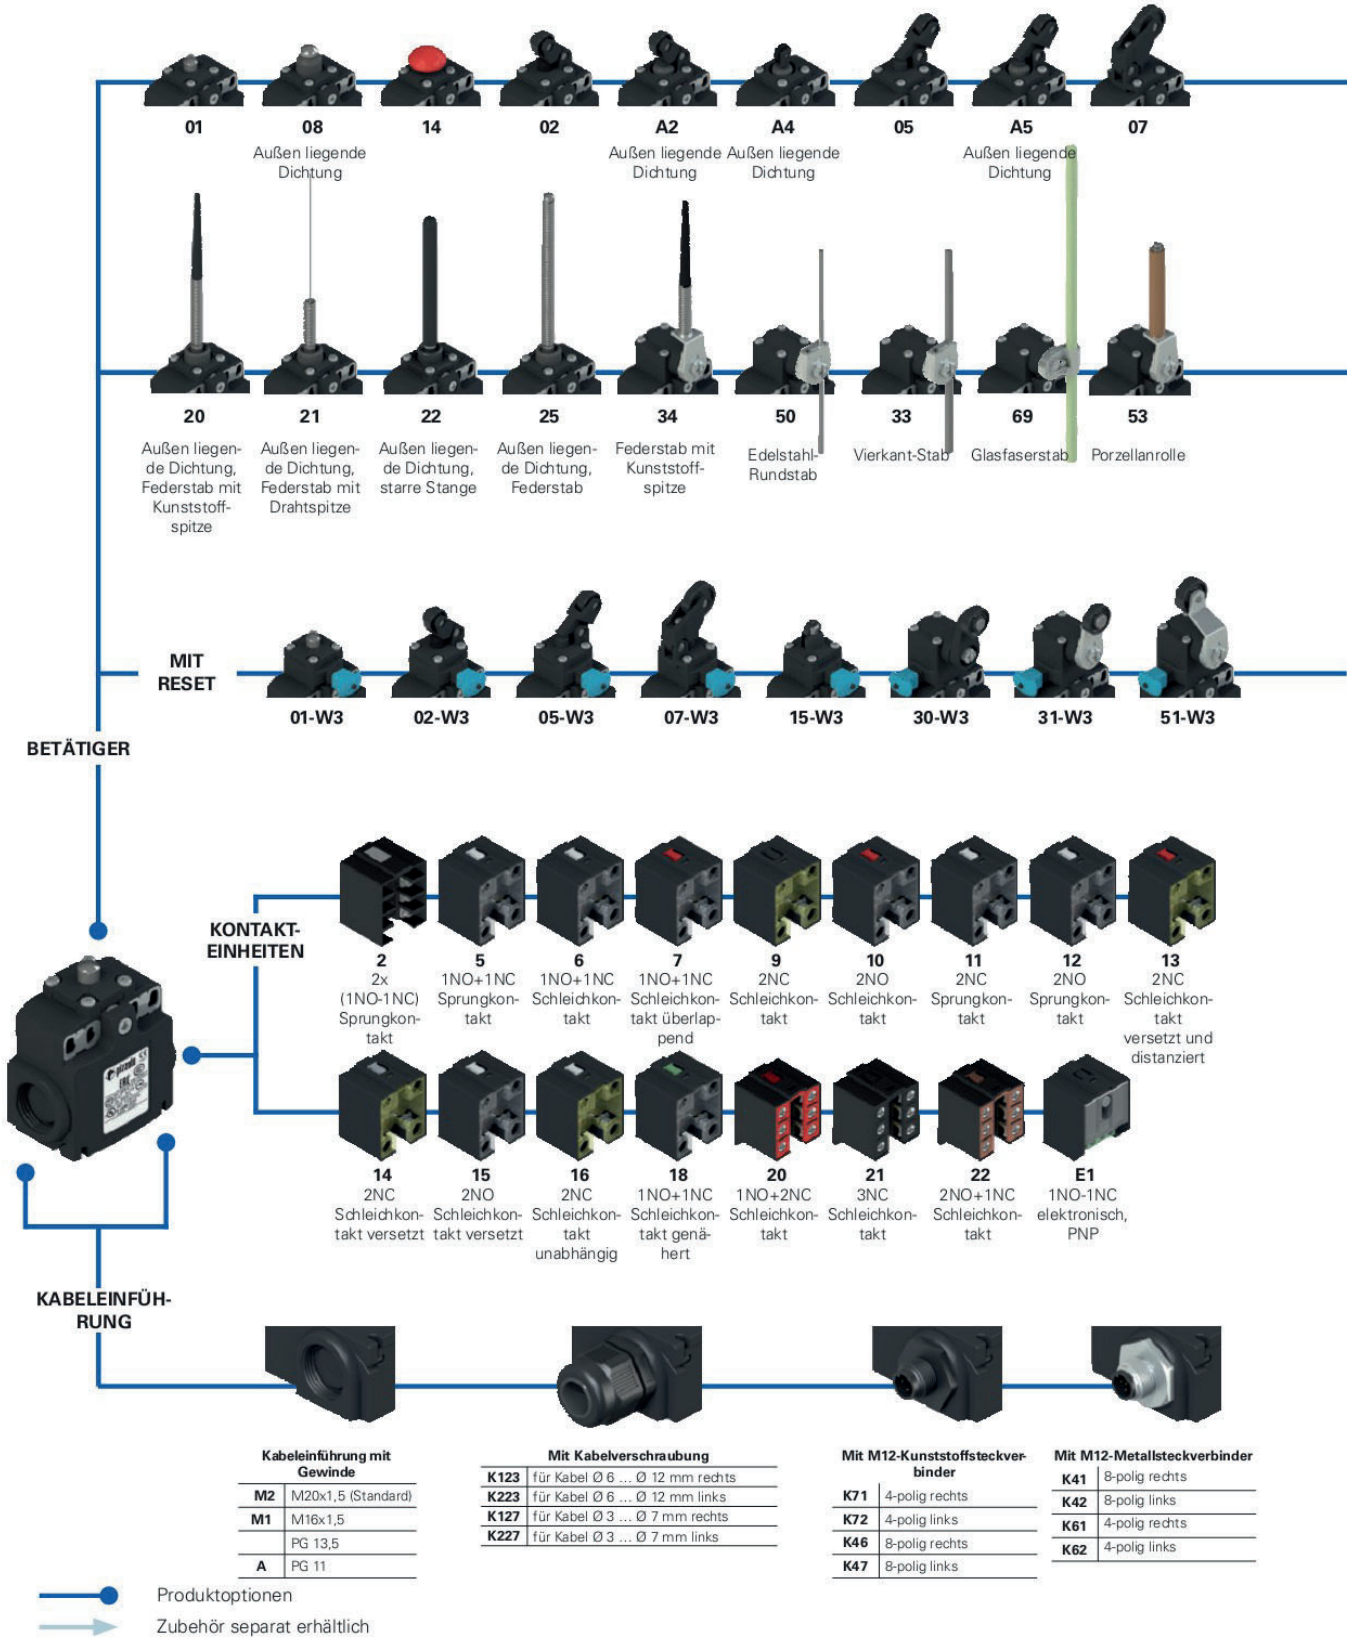 01
08
14
02
A2
A4
05
A5
07
Außen liegende
Dichtung
Außen liegende
Dichtung
Außen liegende
Dichtung
Außen liegende
Dichtung
20
21
22
25
34
50
33
69
53
Außen liegen-
de Dichtung,
Federstab mit
Kunststoff-
spitze
Außen liegen-
de Dichtung,
Federstab mit
Drahtspitze
Außen liegen-
de Dichtung,
starre Stange
Außen liegen-
de Dichtung,
Federstab
Federstab mit
Kunststoff-
spitze
Edelstahl-
Rundstab
Vierkant-Stab
Glasfaserstab
Porzellanrolle
MIT
RESET
01-W3
02-W3
05-W3
07-W3
15-W3
30-W3
31-W3
51-W3
BETÄTIGER
KONTAKT-
EINHEITEN
2
2x
(1NO-1NC)
Sprungkon-
takt
5
1NO+1NC
Sprungkon-
takt
6
1NO+1NC
Schleichkon-
takt
7
1NO+1NC
Schleichkon-
takt überlap-
pend
9
2NC
Schleichkon-
takt
10
2NO
Schleichkon-
takt
11
2NC
Sprungkon-
takt
12
2NO
Sprungkon-
takt
13
2NC
Schleichkon-
takt
versetzt und
distanziert
pizzato
14
2NC
Schleichkon-
takt versetzt
15
2NO
Schleichkon-
takt versetzt
16
2NC
Schleichkon-
takt
unabhängig
18
1NO+1NC
Schleichkon-
takt genä-
hert
20
1NO+2NC
Schleichkon-
takt
21
3NC
Schleichkon-
takt
22
2NO+1NC
Schleichkon-
takt
E1
1NO-1NC
elektronisch,
PNP
KABELEINFÜH-
RUNG
Kabeleinführung mit
Gewinde
M2 M20x1,5 (Standard)
M1 M16x1,5
PG 13,5
A PG 11
Mit Kabelverschraubung
K123 für Kabel Ø 6 … Ø 12 mm rechts
K223 für Kabel Ø 6 … Ø 12 mm links
K127 für Kabel Ø 3 … Ø 7 mm rechts
K227 für Kabel Ø 3 … Ø 7 mm links
Mit M12-Kunststoffsteckver-
binder
K71 4-polig rechts
K72 4-polig links
K46 8-polig rechts
K47 8-polig links
Mit M12-Metallsteckverbinder
K41 8-polig rechts
K42 8-polig links
K61 4-polig rechts
K62 4-polig links
Produktoptionen
Zubehör separat erhältlich